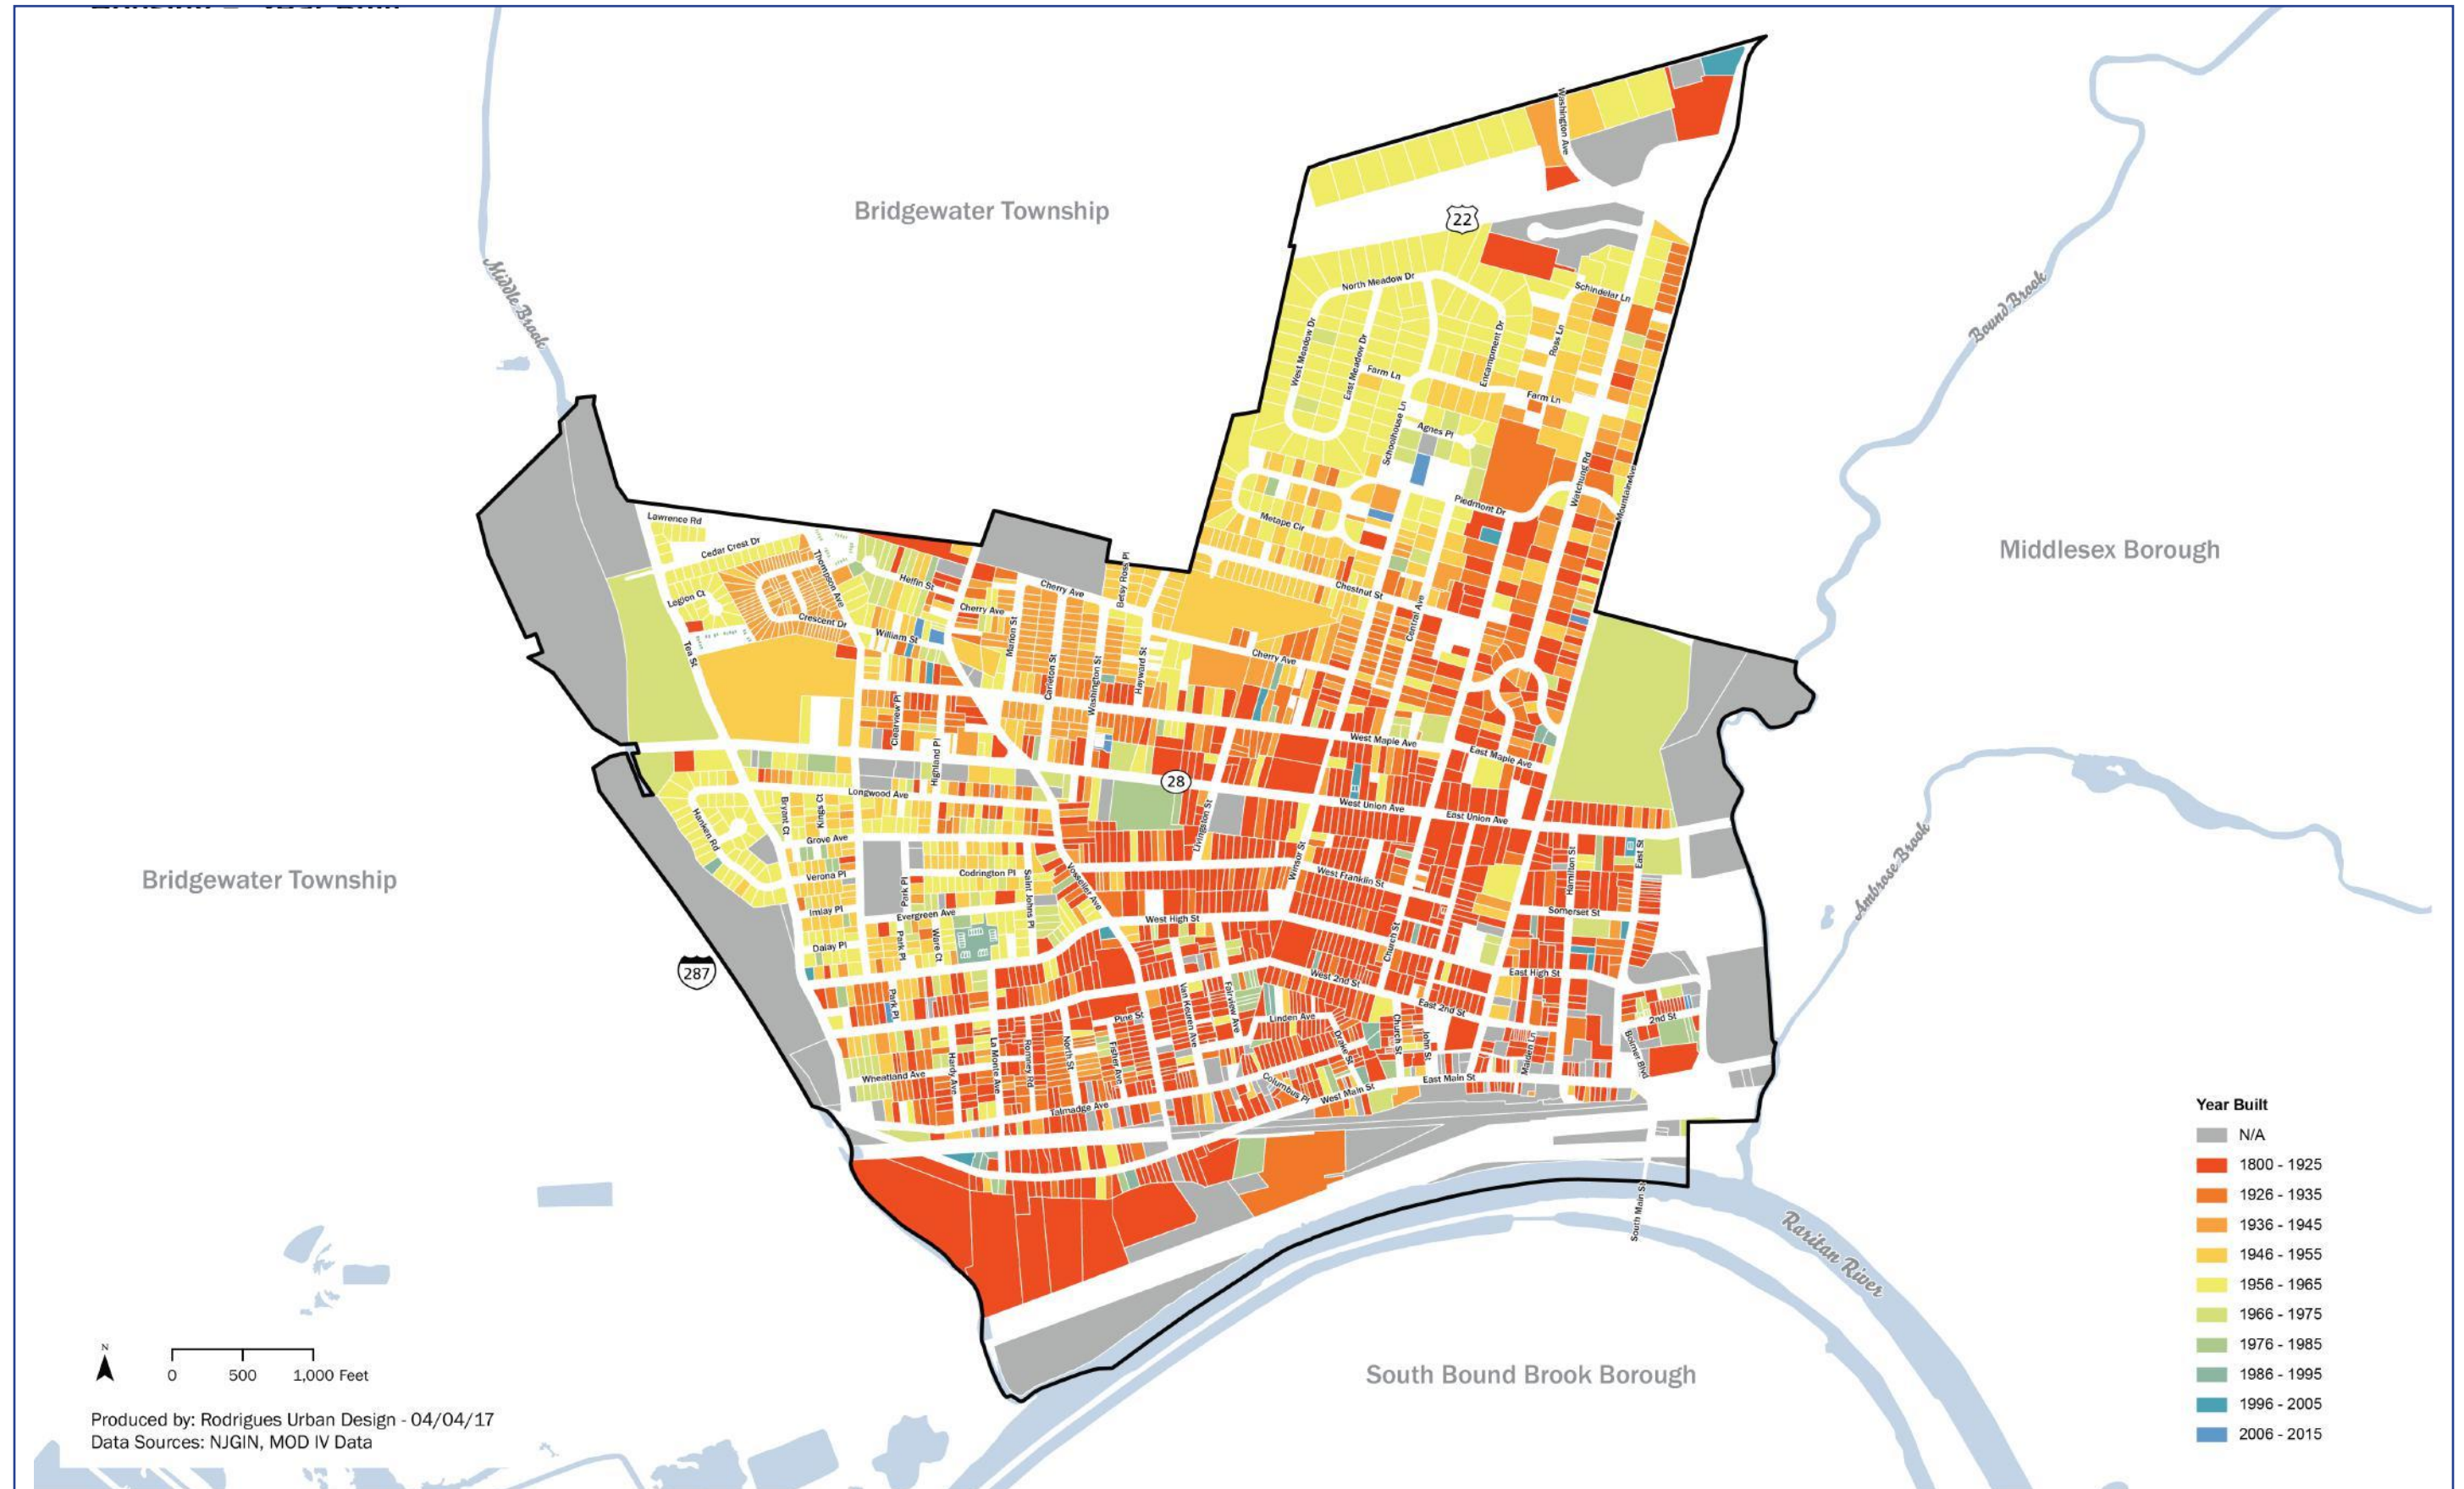 Washington Ave
Bridgewater Township
22
Middle Brook
North Meadow Dr
Schindelar Ln
Bound Brook
West Meadow Dr
East Meadow Dr
Encampment Dr
Ross Ln
Farm Ln
Farm Ln
Schoolhouse Ln
Agnes Pl
Watchung Rd
Mountain Ave
Piedmont Dr
Metape Cir
Lawrence Rd
Cedar Crest Dr
Middlesex Borough
Thompson Ave
Heffin St
Cherry Ave
Betsy Ross Pl
Chestnut St
Legion Ct
Cherry Ave
Central Ave
Crescent Dr
William St
Marion St
Tea St
Carleton St
Washington St
Hayward St
Cherry Ave
Clearview Pl
Highland Pl
West Maple Ave
East Maple Ave
28
Longwood Ave
West Union Ave
East Union Ave
Hanken Rd
Bryant Ct
Kings Ct
Livingston St
Grove Ave
Winsor St
Hamilton St
East St
Ambrose Brook
Bridgewater Township
Verona Pl
Park Pl
Codrington Pl
Saint Johns Pl
Vosseller Ave
West Franklin St
Imlay Pl
Evergreen Ave
West High St
Somerset St
Dalay Pl
Park Pl
Ware Ct
Church St
287
East High St
West 2nd St
Park Pl
Van Keuren Ave
Fairview Ave
East 2nd St
Pine St
Linden Ave
2nd St
Drake St
Church St
John St
Maiden Ln
Bolmer Blvd
Hardy Ave
La Monte Ave
Romney Rd
North St
Fisher Ave
Wheatland Ave
Columbus Pl
West Main St
East Main St
Talmadge Ave
South Main St
Raritan River
South Bound Brook Borough
Year Built
N/A
1800 - 1925
1926 - 1935
1936 - 1945
1946 - 1955
1956 - 1965
1966 - 1975
1976 - 1985
1986 - 1995
1996 - 2005
2006 - 2015
N
0 500 1,000 Feet
Produced by: Rodrigues Urban Design - 04/04/17
Data Sources: NJGIN, MOD IV Data